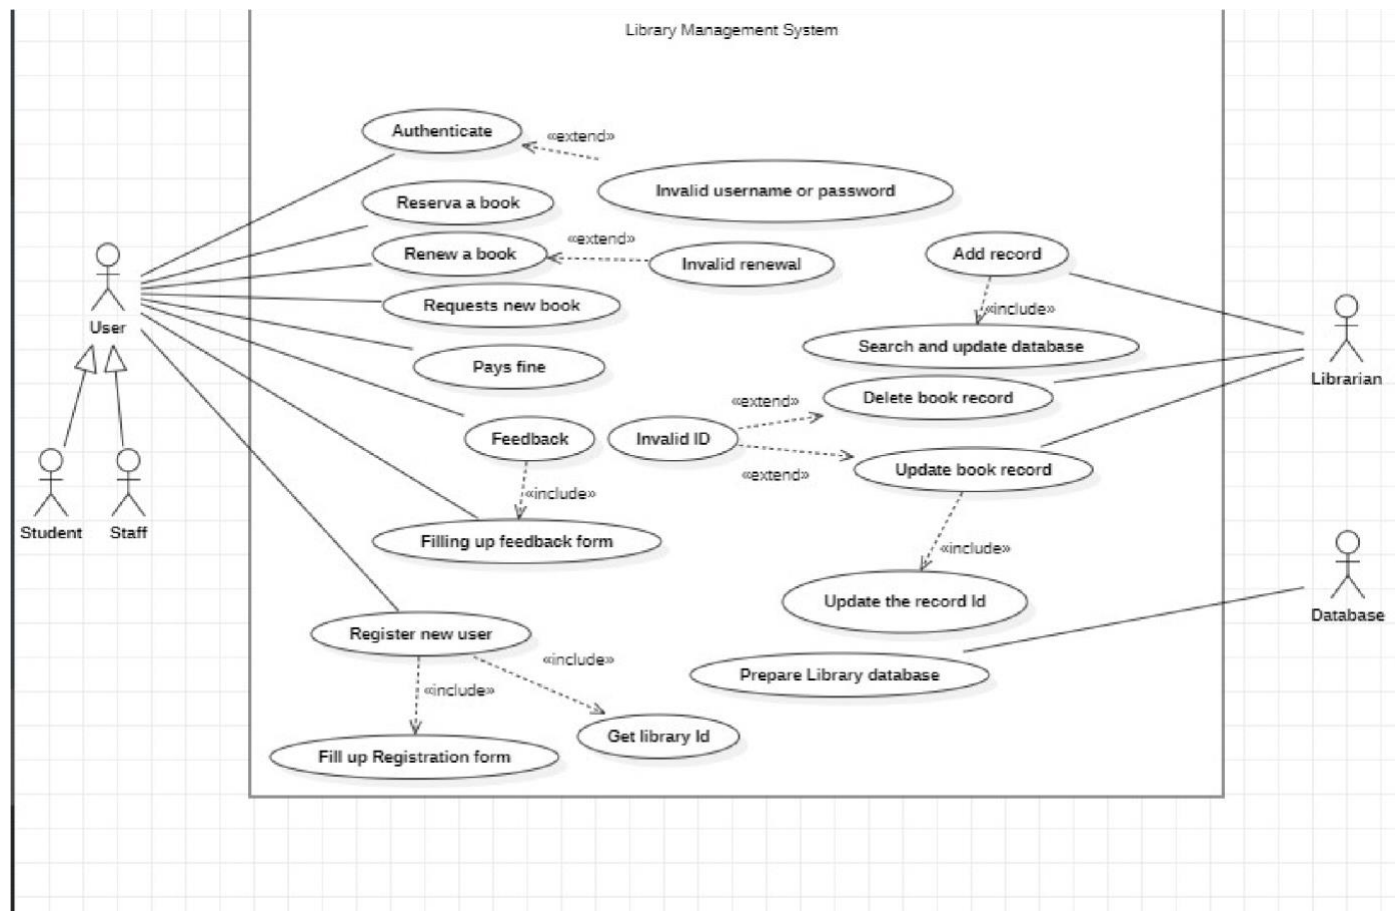 Library Management System
Authenticate
«extend»
Invalid username or password
Reserva a book
Renew a book
«extend»
Invalid renewal
Add record
Requests new book
«include»
User
Search and update database
Librarian
Pays fine
Delete book record
«extend»
Feedback
Invalid ID
Update book record
«extend»
«include»
Student
Staff
Filling up feedback form
«include»
Update the record Id
Database
Register new user
«include»
Prepare Library database
«include»
Get library Id
Fill up Registration form